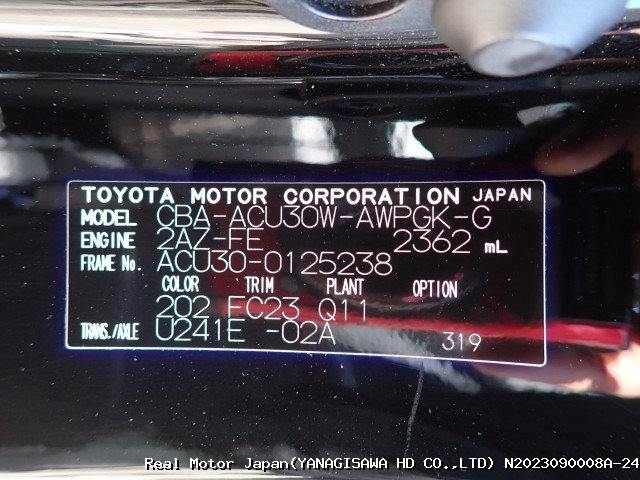 TOYOTA MOTOR CORPORATION JAPAN
MODEL CBA-ACU30W-AWPGK-G
ENGINE 2AZ-FE 2362 mL
FRAME No. ACU30-0125238
COLOR TRIM PLANT OPTION
202 FC23 Q11
TRANS./AXLE U241E -02A 319
Real Motor Japan(YANAGISAWA HD CO.,LTD) N2023090008A-24